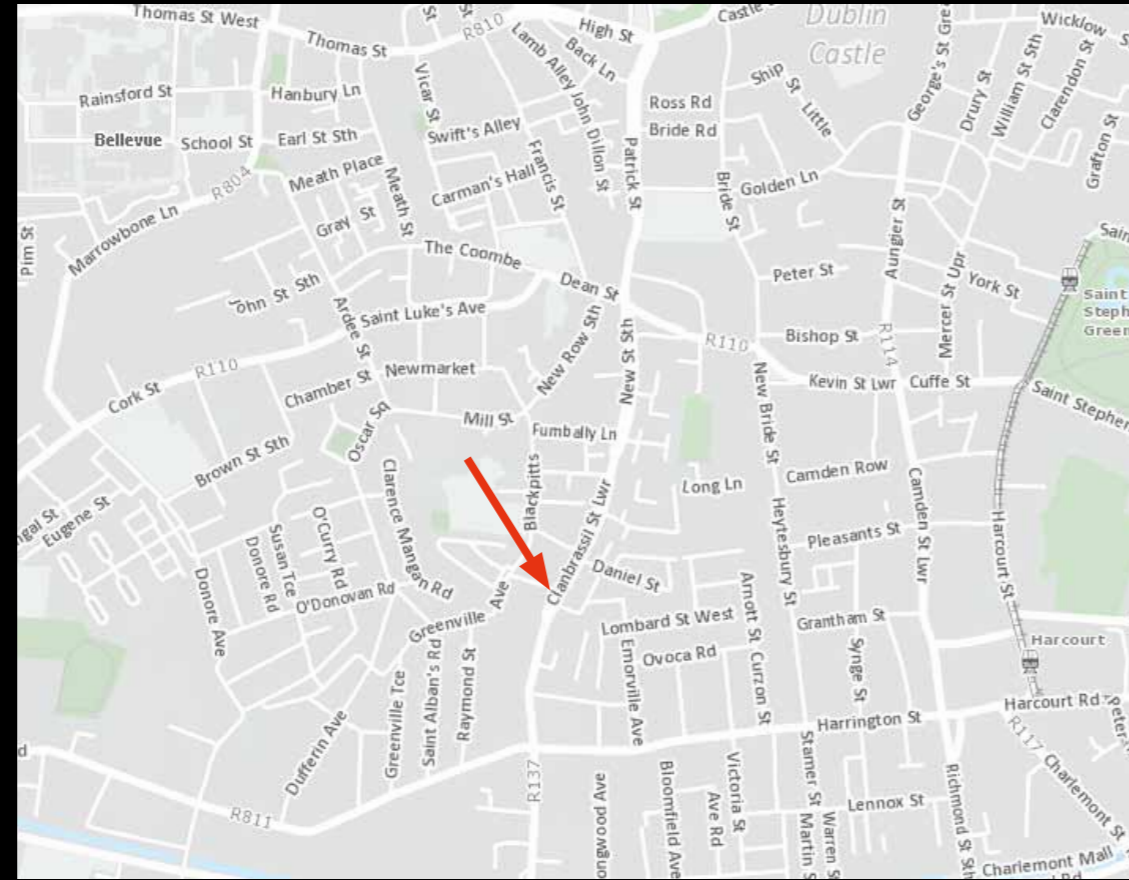 Thomas St West
Thomas St
St
St
R810
High St
Castle
Dublin
Castle
Wicklow
Lamb Alley
Back Ln
Vicar St
Ship St Little
George's St Gre
Drury St
William St Sth
Clarendon St
Grafton St
Rainsford St
Hanbury Ln
Ross Rd
Bride Rd
Bellevue
School St
Earl St Sth
Swift's Alley
John Dillon St
Francis St
Patrick St
R804
Meath Place
Meath St
Carman's Hall
Bride St
Golden Ln
Marrowbone Ln
Pim St
Gray St
The Coombe
Aungier St
Sain
Dean St
Peter St
Mercer St Upr
York St
Saint
Steph
Green
John St Sth
Ardee St
Saint Luke's Ave
New Row Sth
New St Sth
R110
Bishop St
R114
R110
Cork St
Chamber St
Newmarket
New Bride St
Kevin St Lwr
Cuffe St
Saint Stephen
Oscar Sq
Mill St
Fumbally Ln
Brown St Sth
Blackpitts
Long Ln
Camden Row
Camden St Lwr
Eugene St
Clarence Mangan Rd
Clanbrassil St Lwr
Heytesbury St
Pleasants St
Harcourt St
Susan Tce
O'Curry Rd
Donore Rd
Donore Ave
O'Donovan Rd
Daniel St
Greenville Ave
Lombard St West
Arnott St
Grantham St
Harcourt
Ovoca Rd
Emorville Ave
Curzon St
Synge St
Greenville Tce
Saint Alban's Rd
Raymond St
Harcourt Rd
Peter
Dufferin Ave
Harrington St
R117
R137
Stamer St
Charlemont St
R811
Bloomfield Ave
Victoria St
Ave Rd
Martin S
Warren S
Lennox St
Richmond St Sth
Charlemont Mall
Rd